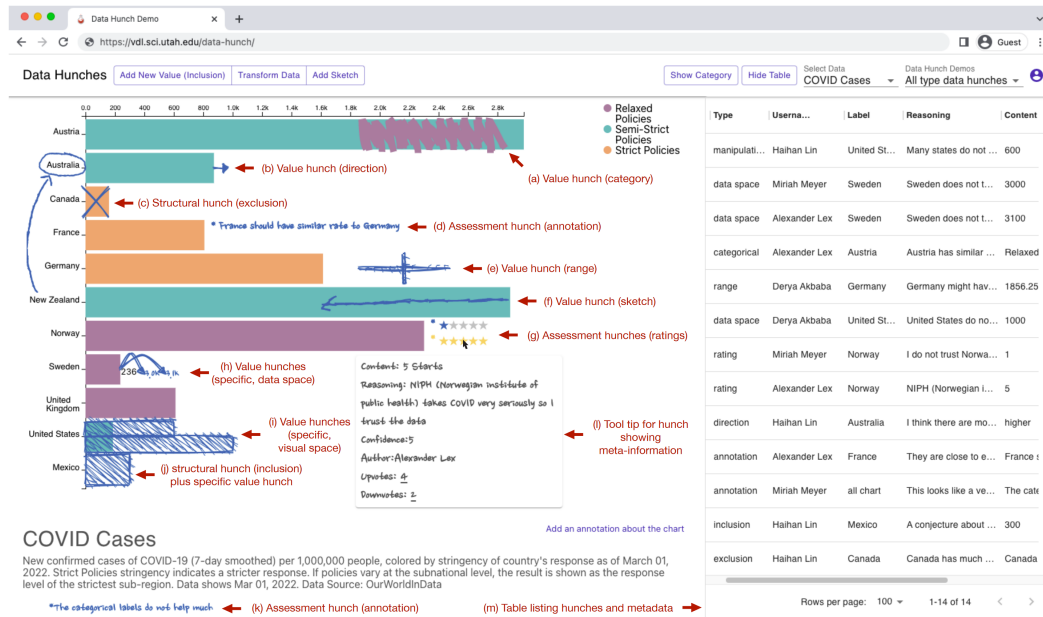 Data Hunch Demo
https://vdl.sci.utah.edu/data-hunch/
Guest
Data Hunches
Add New Value (Inclusion)
Transform Data
Add Sketch
Show Category
Hide Table
Select Data
COVID Cases
Data Hunch Demos
All type data hunches
0.0 200 400 600 800 1.0k 1.2k 1.4k 1.6k 1.8k 2.0k 2.2k 2.4k 2.6k 2.8k
Relaxed
Policies
Semi-Strict
Policies
Strict Policies
Austria
(a) Value hunch (category)
Australia
(b) Value hunch (direction)
Canada
(c) Structural hunch (exclusion)
France
* France should have similar rate to Germany
(d) Assessment hunch (annotation)
Germany
(e) Value hunch (range)
New Zealand
(f) Value hunch (sketch)
Norway
(g) Assessment hunches (ratings)
Sweden
236
(h) Value hunches
(specific, data space)
United
Kingdom
(i) Value hunches
(specific,
visual space)
United States
Mexico
(j) structural hunch (inclusion)
plus specific value hunch
Content: 5 Starts
Reasoning: NIPH (Norwegian institute of
public health) takes COVID very seriously so I
trust the data
Confidence:5
Author:Alexander Lex
Upvotes: 4
Downvotes: 2
(l) Tool tip for hunch
showing
meta-information
Add an annotation about the chart
COVID Cases
New confirmed cases of COVID-19 (7-day smoothed) per 1,000,000 people, colored by stringency of country's response as of March 01,
2022. Strict Policies stringency indicates a stricter response. If policies vary at the subnational level, the result is shown as the response
level of the strictest sub-region. Data shows Mar 01, 2022. Data Source: OurWorldInData
*The categorical labels do not help much
(k) Assessment hunch (annotation)
(m) Table listing hunches and metadata
Type Userna... Label Reasoning Content
manipulati... Haihan Lin United St... Many states do not ... 600
data space Miriah Meyer Sweden Sweden does not t... 3000
data space Alexander Lex Sweden Sweden does not t... 3100
categorical Alexander Lex Austria Austria has similar ... Relaxed
range Derya Akbaba Germany Germany might hav... 1856.25
data space Derya Akbaba United St... United States do no... 1000
rating Miriah Meyer Norway I do not trust Norwa... 1
rating Alexander Lex Norway NIPH (Norwegian i... 5
direction Haihan Lin Australia I think there are mo... higher
annotation Alexander Lex France They are close to e... France s
annotation Miriah Meyer all chart This looks like a ve... The cate
inclusion Haihan Lin Mexico A conjecture about ... 300
exclusion Haihan Lin Canada Canada has much ... Canada
Rows per page: 100 1-14 of 14